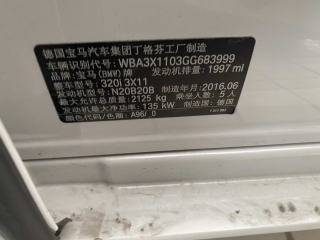 德国宝马汽车集团丁格芬工厂制造
车辆识别代号: WBA3X1103GG683999
品牌: 宝马(BMW)牌 发动机排量: 1997 ml
整车型号: 320i 3X11
发动机型号: N20B20B 制造年月: 2016.06
最大允许总质量: 2125 kg 乘坐人数: 5 人
发动机最大净功率: 135 kW 制造国: 德国
颜色代码/色漆: A96/_0